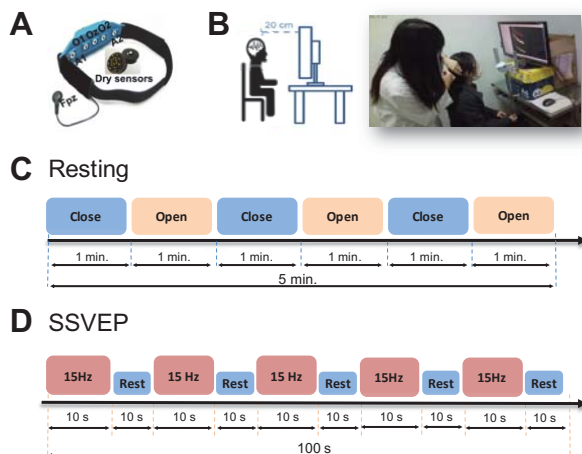 A
O1 Oz O2
A1
A2
Dry sensors
Fpz
B
20 cm
C Resting
Close Open Close Open Close Open
1 min. 1 min. 1 min. 1 min. 1 min. 1 min.
5 min.
D SSVEP
15Hz Rest 15 Hz Rest 15 Hz Rest 15Hz Rest 15Hz Rest
10 s 10 s 10 s 10 s 10 s 10 s 10 s 10 s 10 s 10 s
100 s